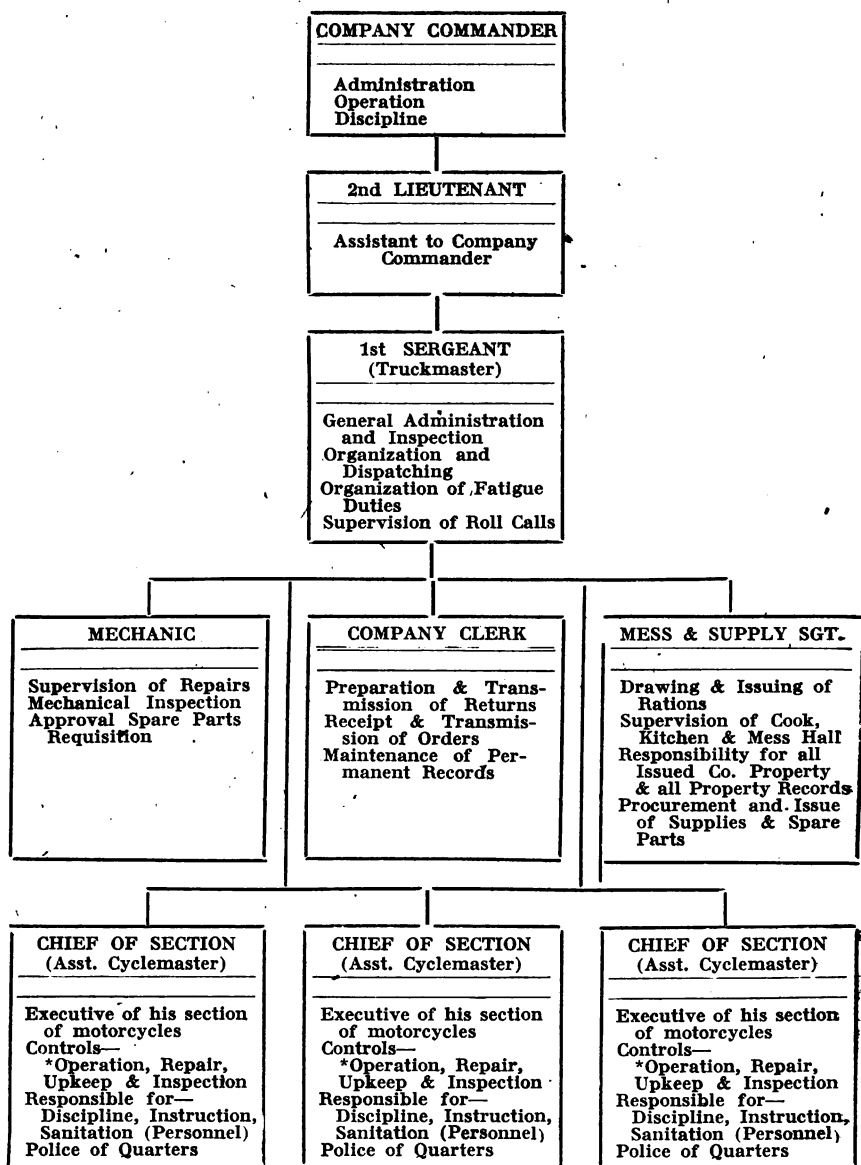 COMPANY COMMANDER
Administration
Operation
Discipline
2nd LIEUTENANT
Assistant to Company
Commander
1st SERGEANT
(Truckmaster)
General Administration
and Inspection
Organization and
Dispatching
Organization of Fatigue
Duties
Supervision of Roll Calls
MECHANIC
Supervision of Repairs
Mechanical Inspection
Approval Spare Parts
Requisition
COMPANY CLERK
Preparation & Trans-
mission of Returns
Receipt & Transmis-
sion of Orders
Maintenance of Per-
manent Records
MESS & SUPPLY SGT.
Drawing & Issuing of
Rations
Supervision of Cook,
Kitchen & Mess Hall
Responsibility for all
Issued Co. Property
& all Property Records
Procurement and Issue
of Supplies & Spare
Parts
CHIEF OF SECTION
(Asst. Cyclemaster)
Executive of his section
of motorcycles
Controls—
*Operation, Repair,
Upkeep & Inspection
Responsible for—
Discipline, Instruction,
Sanitation (Personnel)
Police of Quarters
CHIEF OF SECTION
(Asst. Cyclemaster)
Executive of his section
of motorcycles
Controls—
*Operation, Repair,
Upkeep & Inspection
Responsible for—
Discipline, Instruction,
Sanitation (Personnel)
Police of Quarters
CHIEF OF SECTION
(Asst. Cyclemaster)
Executive of his section
of motorcycles
Controls—
*Operation, Repair,
Upkeep & Inspection
Responsible for—
Discipline, Instruction,
Sanitation (Personnel)
Police of Quarters